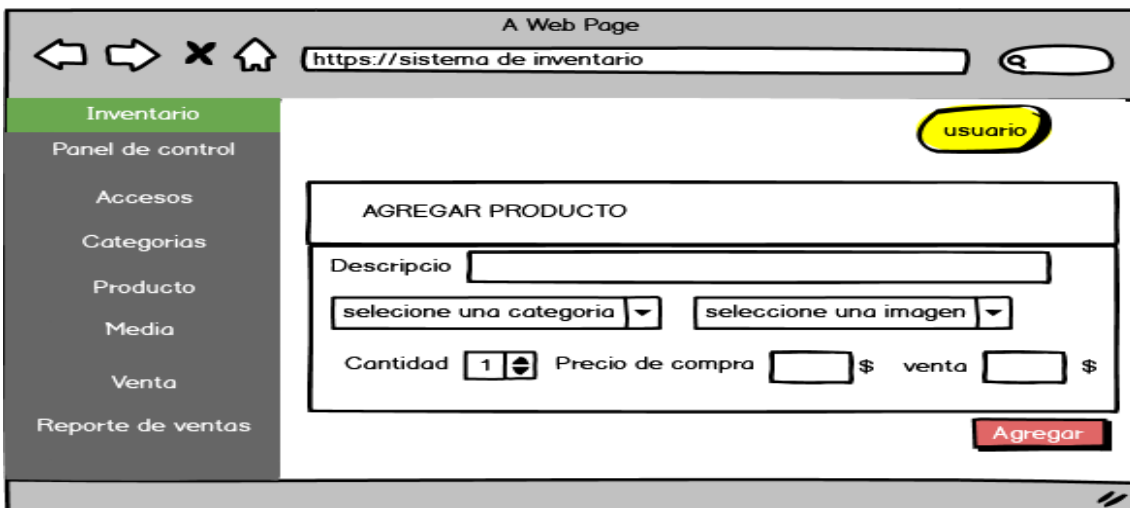 A Web Page
https://sistema de inventario
Inventario
Panel de control
Accesos
Categorias
Producto
Media
Venta
Reporte de ventas
usuario
AGREGAR PRODUCTO
Descripcio
selecione una categoria
seleccione una imagen
Cantidad 1 Precio de compra $ venta $
Agregar